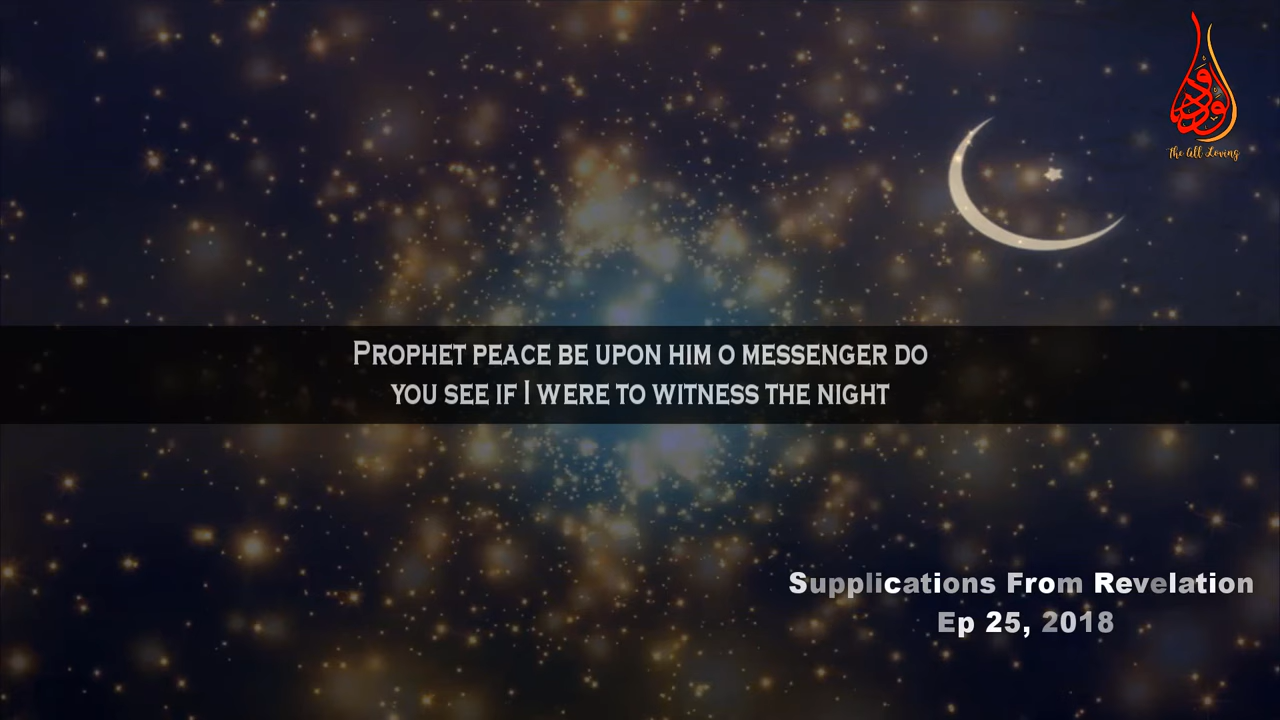 الودود
The All Loving
PROPHET PEACE BE UPON HIM O MESSENGER DO
YOU SEE IF I WERE TO WITNESS THE NIGHT
Supplications From Revelation
Ep 25, 2018